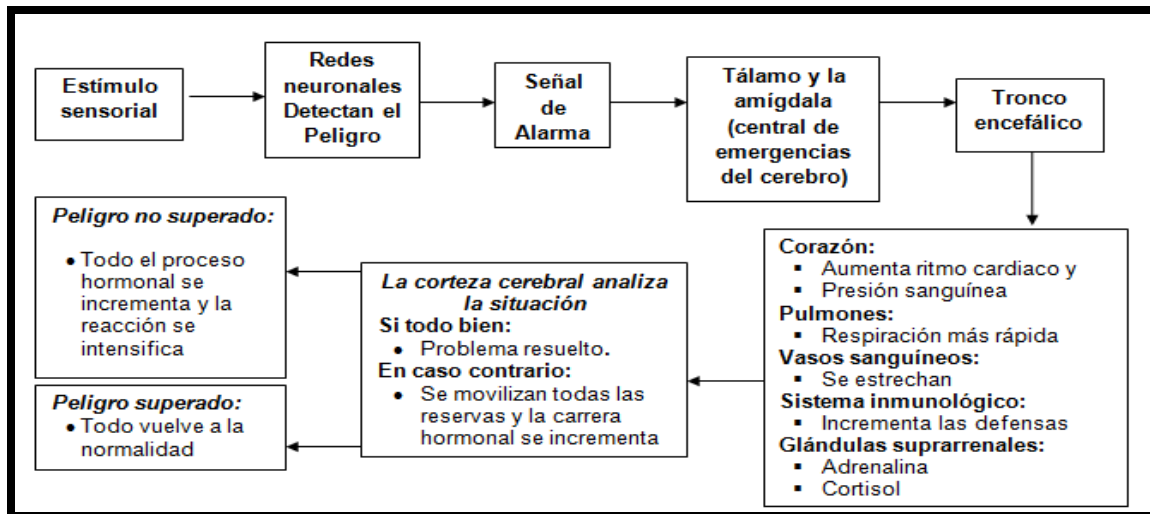 Estímulo
sensorial
Redes
neuronales
Detectan el
Peligro
Señal
de
Alarma
Tálamo y la
amígdala
(central de
emergencias
del cerebro)
Tronco
encefálico
Corazón:
▪ Aumenta ritmo cardiaco y
▪ Presión sanguínea
Pulmones:
▪ Respiración más rápida
Vasos sanguíneos:
▪ Se estrechan
Sistema inmunológico:
▪ Incrementa las defensas
Glándulas suprarrenales:
▪ Adrenalina
▪ Cortisol
La corteza cerebral analiza
la situación
Si todo bien:
• Problema resuelto.
En caso contrario:
• Se movilizan todas las
reservas y la carrera
hormonal se incrementa
Peligro no superado:
• Todo el proceso
hormonal se
incrementa y la
reacción se
intensifica
Peligro superado:
• Todo vuelve a la
normalidad